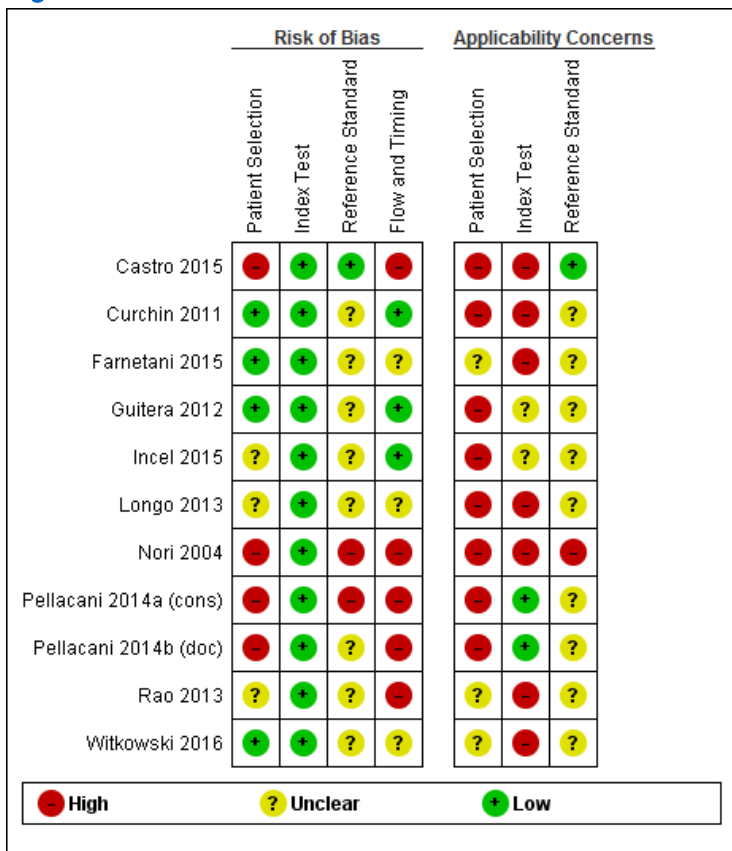 Risk of Bias Applicability Concerns
Patient Selection Index Test Reference Standard Flow and Timing Patient Selection Index Test Reference Standard
Castro 2015 - + + - - - +
Curchin 2011 + + ? + - - ?
Farnetani 2015 + + ? ? ? - ?
Guitera 2012 + + ? + - ? ?
Incel 2015 ? + ? + - ? ?
Longo 2013 ? + ? ? - - ?
Nori 2004 - + - - - - -
Pellacani 2014a (cons) - + - - - + ?
Pellacani 2014b (doc) - + ? - - + ?
Rao 2013 ? + ? - ? - ?
Witkowski 2016 + + ? ? ? - ?
- High ? Unclear + Low